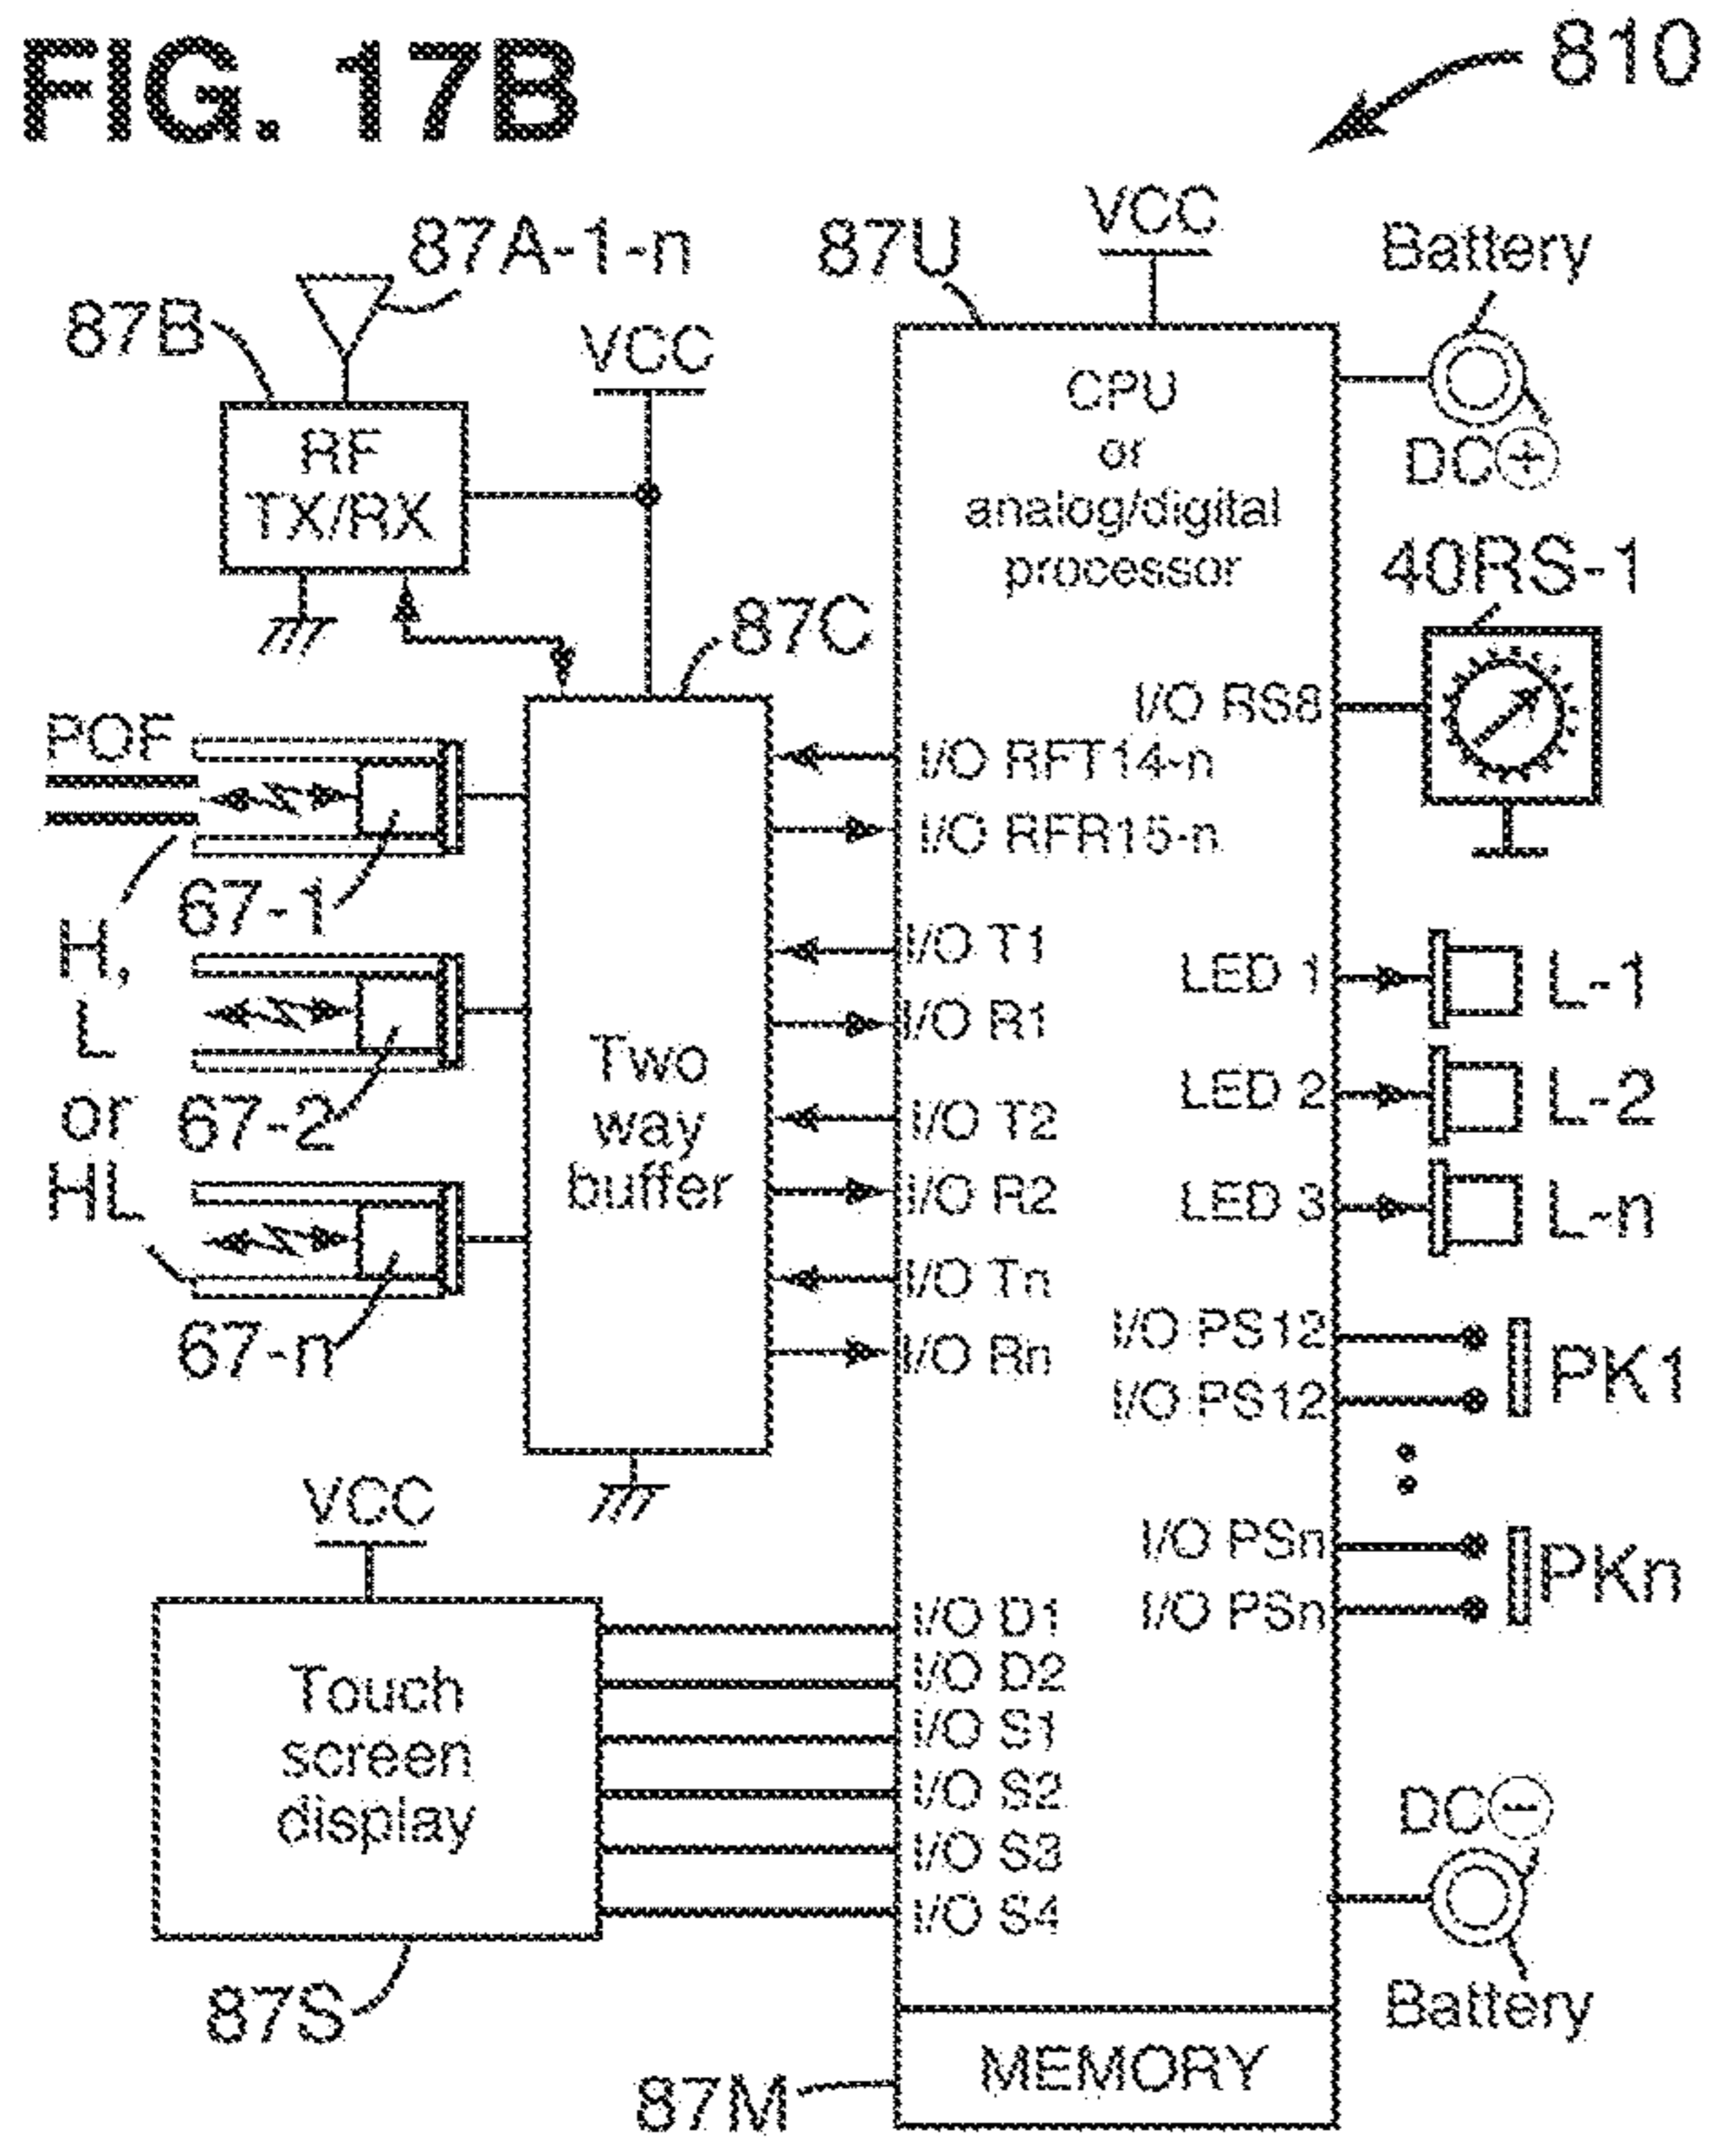 FIG. 17B
810
87A-1-n
87U
VCC
Battery
87B
VCC
RF
TX/RX
CPU
or
analog/digital
processor
DC+
40RS-1
87C
I/O RS8
POF
67-1
H,
L
or
HL
67-2
67-n
Two
way
buffer
I/O RFT14-n
I/O RFR15-n
I/O T1
I/O R1
I/O T2
I/O R2
I/O Tn
I/O Rn
LED 1
L-1
LED 2
L-2
LED 3
L-n
I/O PS12
I/O PS12
PK1
I/O PSn
I/O PSn
PKn
VCC
Touch
screen
display
87S
I/O D1
I/O D2
I/O S1
I/O S2
I/O S3
I/O S4
DC−
Battery
MEMORY
87M